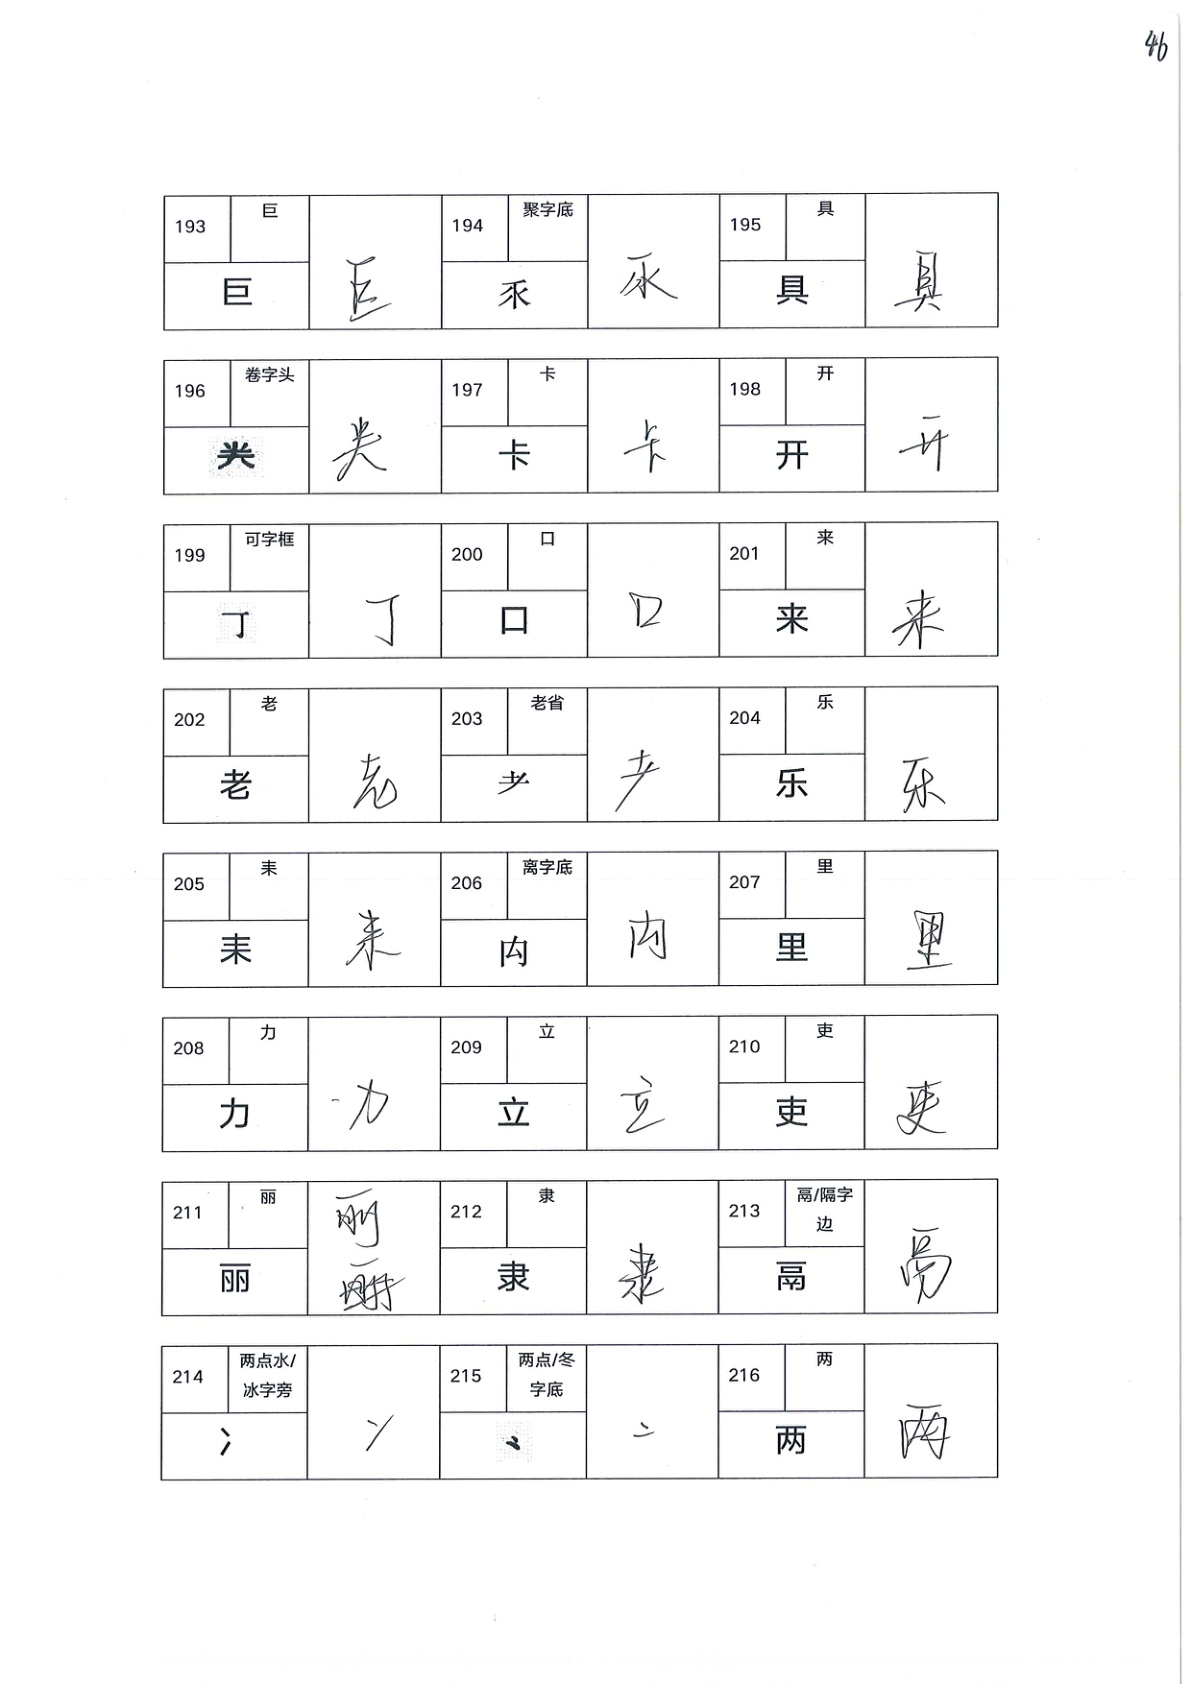 46
193 巨 巨 194 聚字底 乑 195 具 具
巨 乑 具
196 卷字头 龹 197 卡 卡 198 开 开
龹 卡 开
199 可字框 丁 200 口 口 201 来 来
丁 口 来
202 老 老 203 老省 耂 204 乐 乐
老 耂 乐
205 耒 耒 206 离字底 禸 207 里 里
耒 禸 里
208 力 力 209 立 立 210 吏 吏
力 立 吏
211 丽 丽 212 隶 隶 213 鬲/隔字边 鬲
丽 丽 隶 鬲
214 两点水/冰字旁 冫 215 两点/冬字底 216 两 两
冫 两